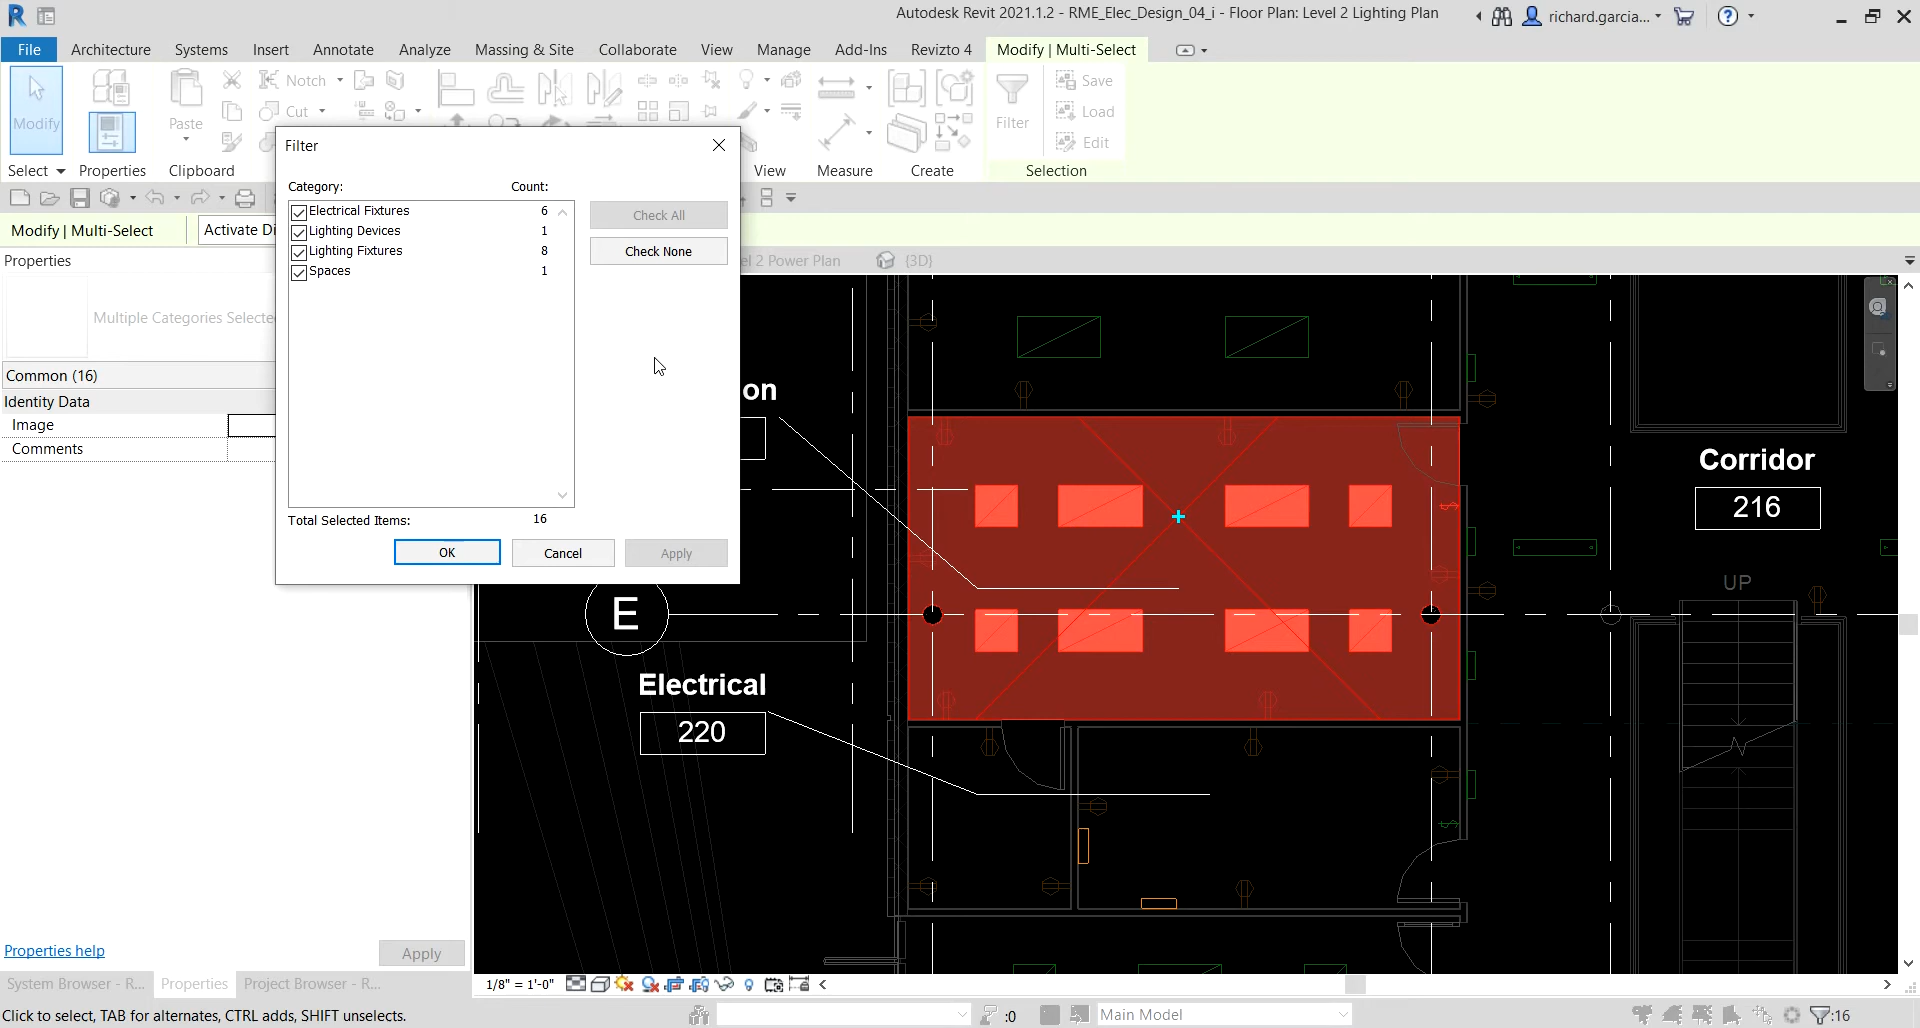 Autodesk Revit 2021.1.2 - RME_Elec_Design_04_i - Floor Plan: Level 2 Lighting Plan
richard.garcia...
File Architecture Systems Insert Annotate Analyze Massing & Site Collaborate View Manage Add-Ins Revizto 4 Modify | Multi-Select
Modify
Paste
Notch
Cut
Filter
Save
Load
Edit
Select Properties Clipboard View Measure Create Selection
Modify | Multi-Select Activate Di
Properties
el 2 Power Plan {3D}
Multiple Categories Selecte
Common (16)
Identity Data
Image
Comments
Filter
Category: Count:
Electrical Fixtures 6
Lighting Devices 1
Lighting Fixtures 8
Spaces 1
Check All
Check None
Total Selected Items: 16
OK Cancel Apply
on
Corridor
216
UP
E
Electrical
220
Properties help
Apply
System Browser - R... Properties Project Browser - R...
1/8" = 1'-0"
Click to select, TAB for alternates, CTRL adds, SHIFT unselects.
:0
Main Model
:16